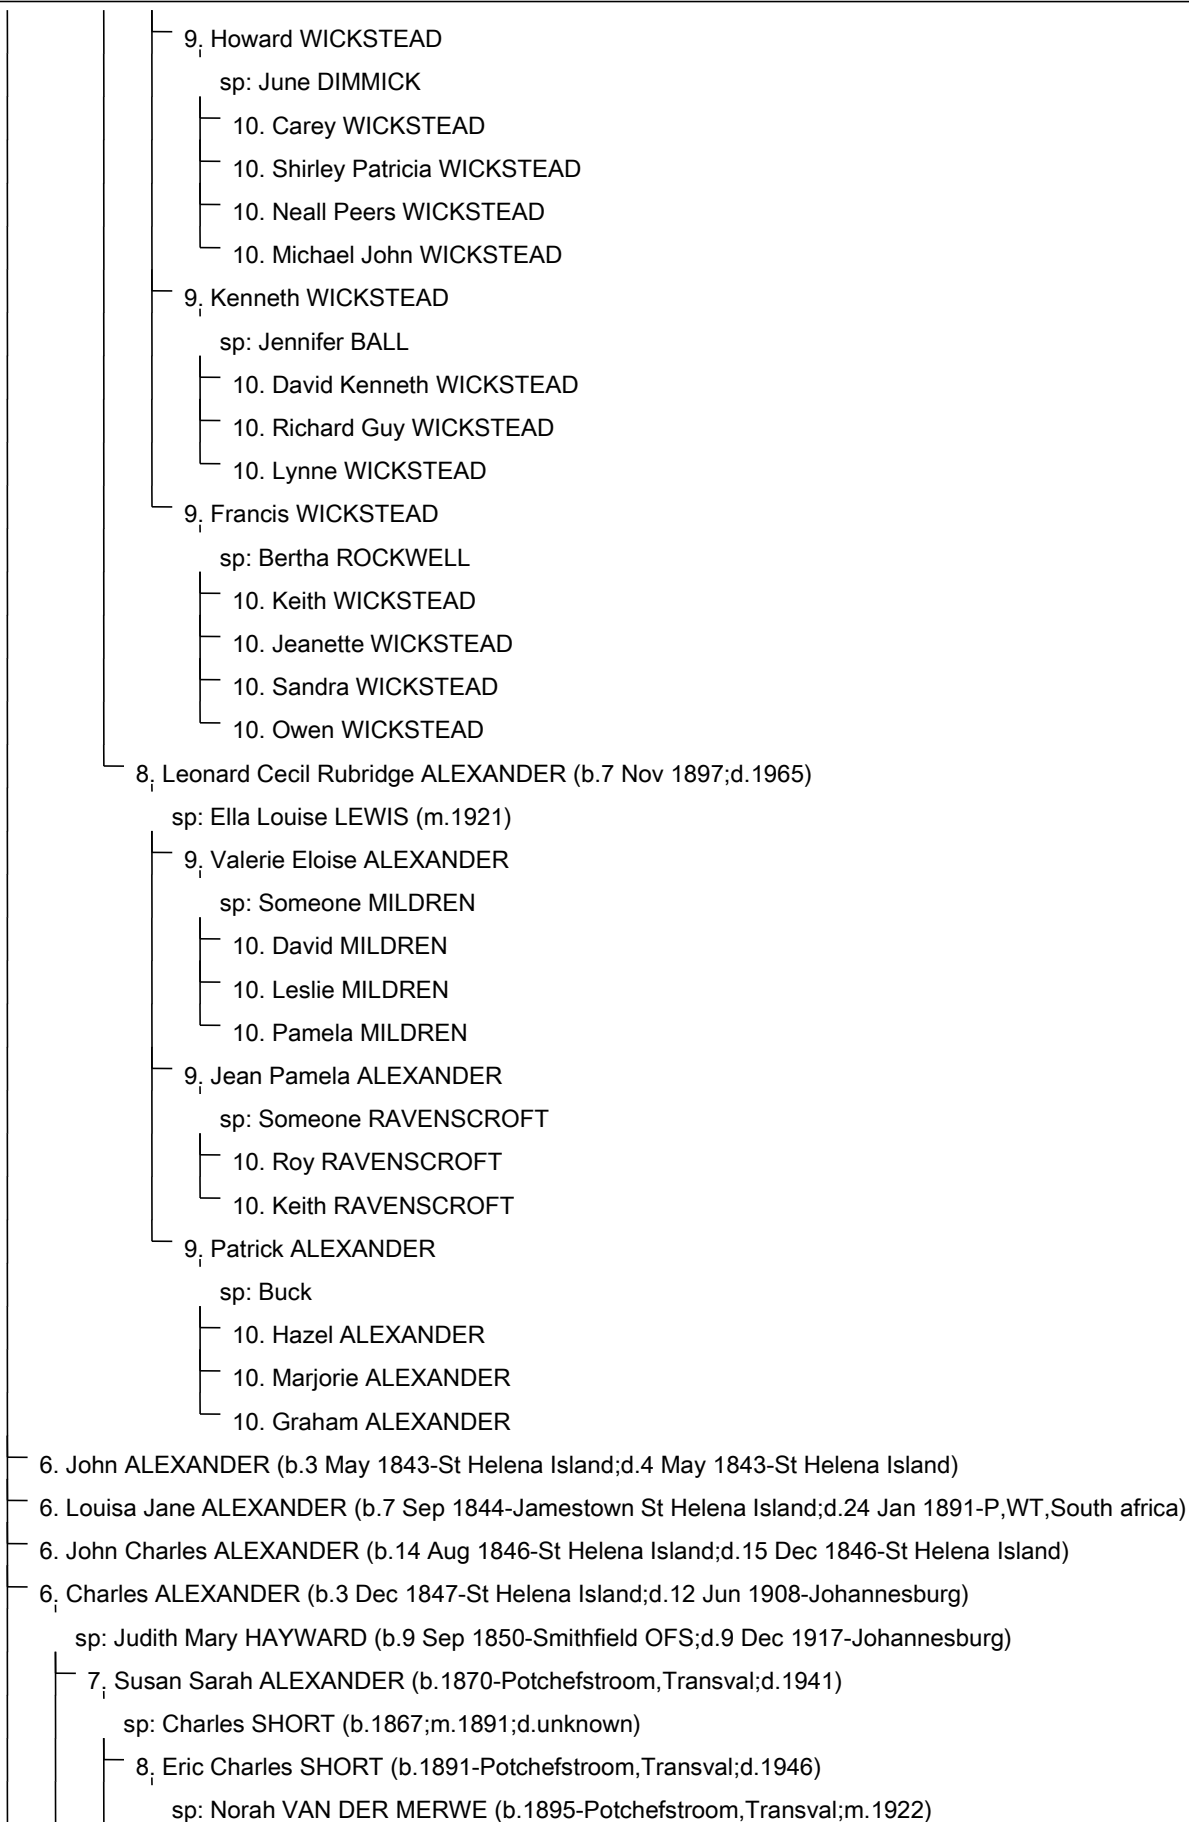 9. Howard WICKSTEAD
sp: June DIMMICK
10. Carey WICKSTEAD
10. Shirley Patricia WICKSTEAD
10. Neall Peers WICKSTEAD
10. Michael John WICKSTEAD
9. Kenneth WICKSTEAD
sp: Jennifer BALL
10. David Kenneth WICKSTEAD
10. Richard Guy WICKSTEAD
10. Lynne WICKSTEAD
9. Francis WICKSTEAD
sp: Bertha ROCKWELL
10. Keith WICKSTEAD
10. Jeanette WICKSTEAD
10. Sandra WICKSTEAD
10. Owen WICKSTEAD
8. Leonard Cecil Rubridge ALEXANDER (b.7 Nov 1897;d.1965)
sp: Ella Louise LEWIS (m.1921)
9. Valerie Eloise ALEXANDER
sp: Someone MILDREN
10. David MILDREN
10. Leslie MILDREN
10. Pamela MILDREN
9. Jean Pamela ALEXANDER
sp: Someone RAVENSCROFT
10. Roy RAVENSCROFT
10. Keith RAVENSCROFT
9. Patrick ALEXANDER
sp: Buck
10. Hazel ALEXANDER
10. Marjorie ALEXANDER
10. Graham ALEXANDER
6. John ALEXANDER (b.3 May 1843-St Helena Island;d.4 May 1843-St Helena Island)
6. Louisa Jane ALEXANDER (b.7 Sep 1844-Jamestown St Helena Island;d.24 Jan 1891-P,WT,South africa)
6. John Charles ALEXANDER (b.14 Aug 1846-St Helena Island;d.15 Dec 1846-St Helena Island)
6. Charles ALEXANDER (b.3 Dec 1847-St Helena Island;d.12 Jun 1908-Johannesburg)
sp: Judith Mary HAYWARD (b.9 Sep 1850-Smithfield OFS;d.9 Dec 1917-Johannesburg)
7. Susan Sarah ALEXANDER (b.1870-Potchefstroom,Transval;d.1941)
sp: Charles SHORT (b.1867;m.1891;d.unknown)
8. Eric Charles SHORT (b.1891-Potchefstroom,Transval;d.1946)
sp: Norah VAN DER MERWE (b.1895-Potchefstroom,Transval;m.1922)